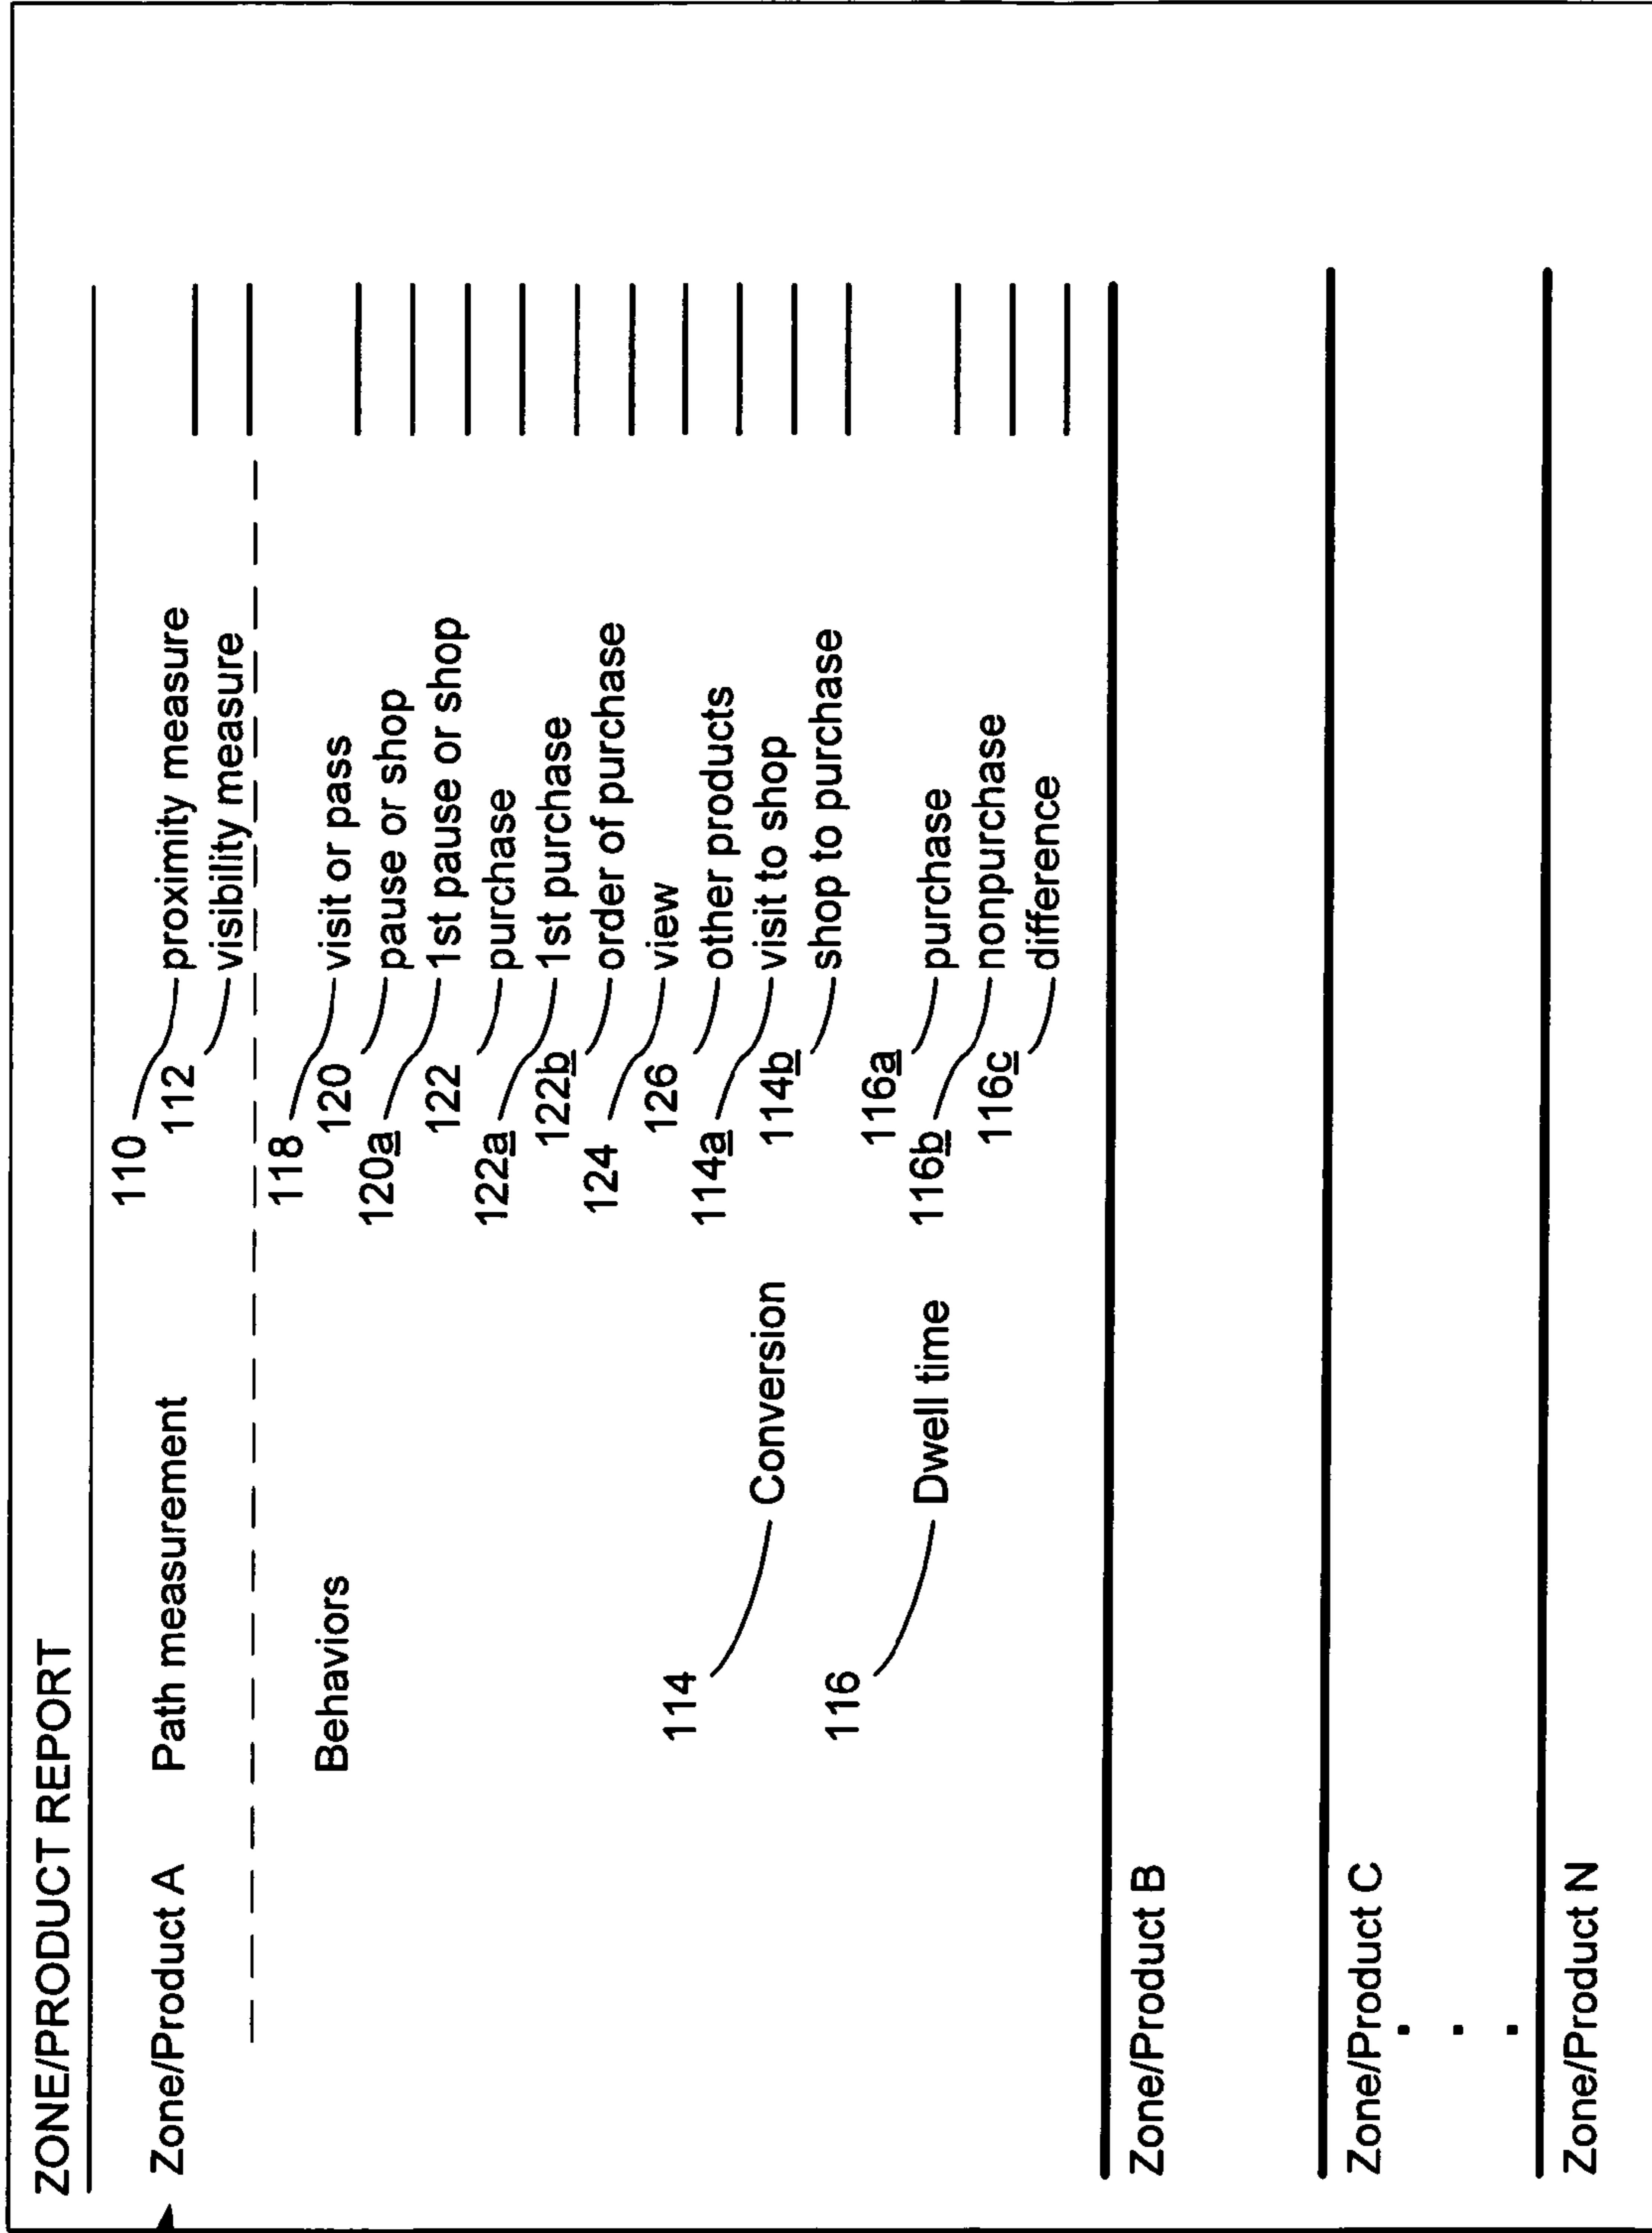 ZONE/PRODUCT REPORT
Zone/Product A Path measurement 110 proximity measure
112 visibility measure
Behaviors 118 visit or pass
120 pause or shop
120a 1st pause or shop
122 purchase
122a 1st purchase
122b order of purchase
124 view
126 other products
114 Conversion 114a visit to shop
114b shop to purchase
116 Dwell time 116a purchase
116b nonpurchase
116c difference
Zone/Product B
Zone/Product C
Zone/Product N